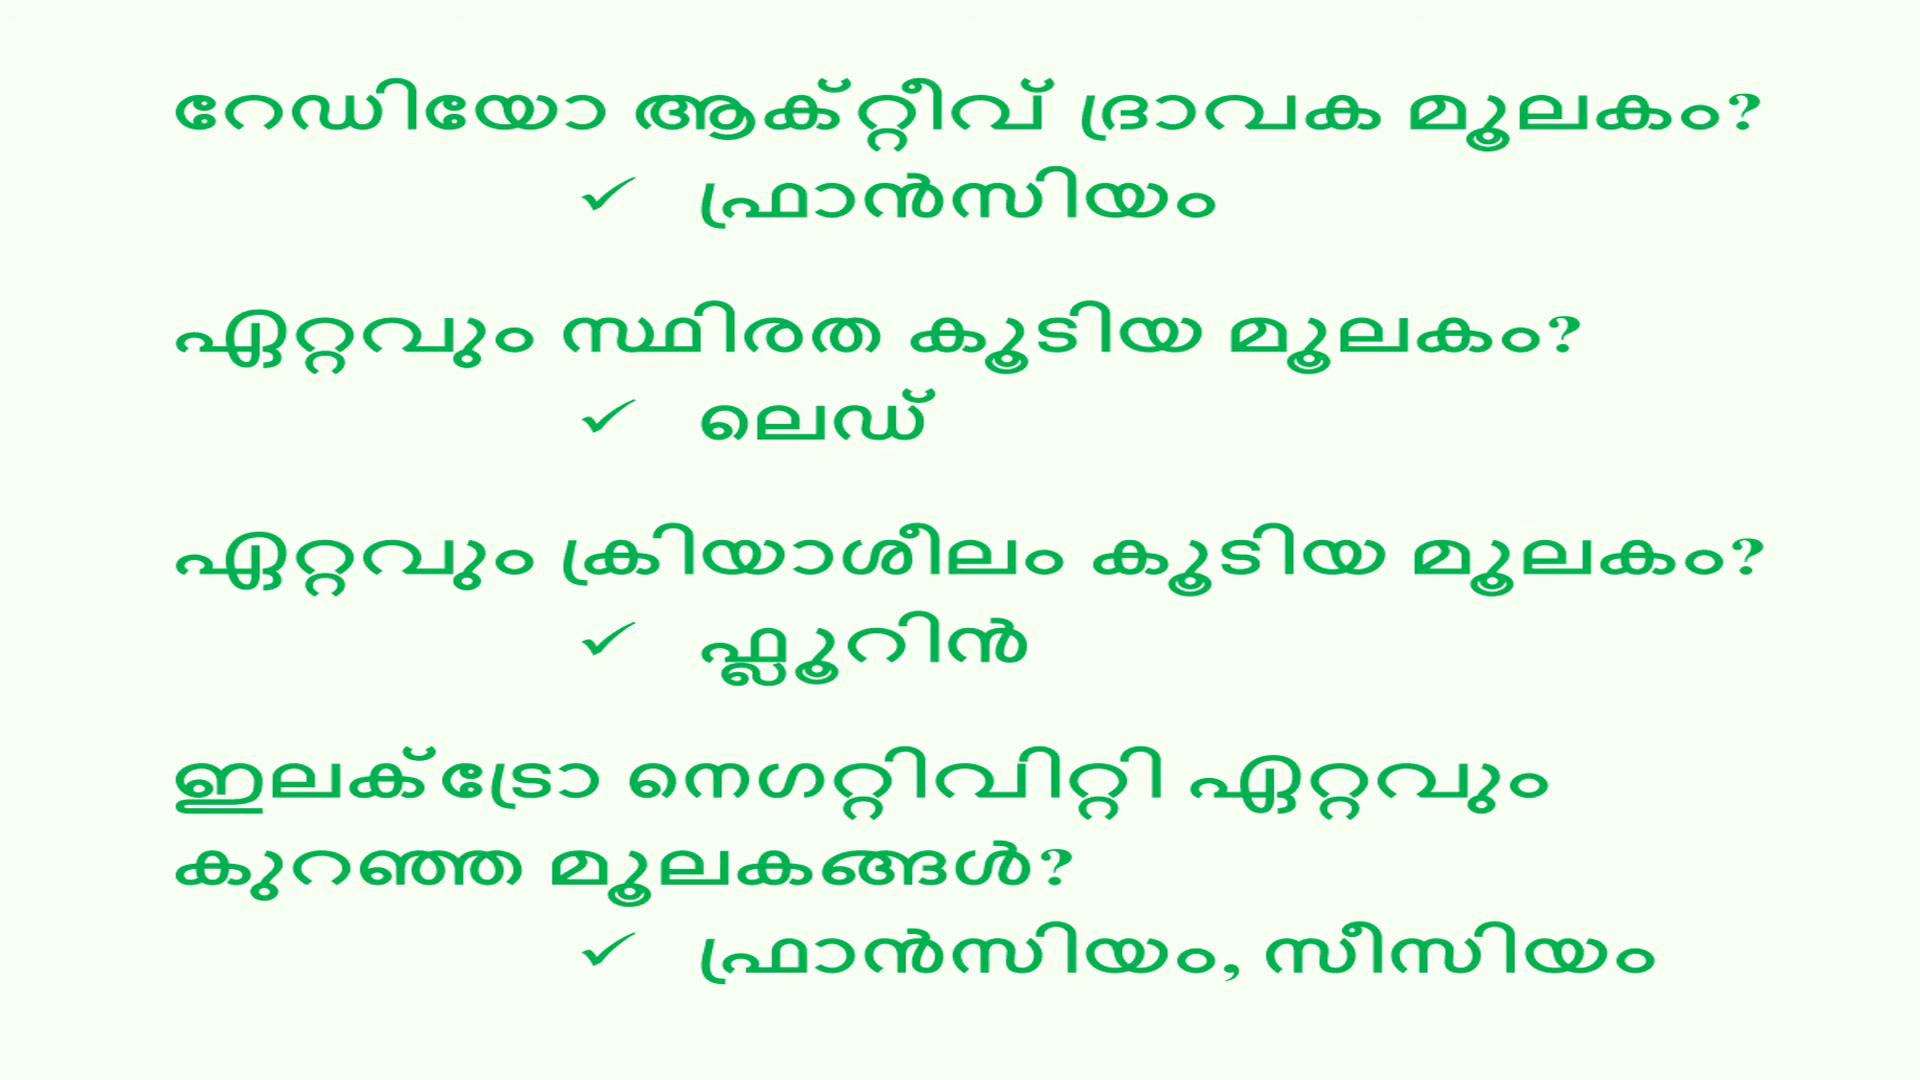 റേഡിയോ ആക്റ്റീവ് ദ്രാവക മൂലകം?
✓ ഫ്രാൻസിയം
ഏറ്റവും സ്ഥിരത കൂടിയ മൂലകം?
✓ ലെഡ്
ഏറ്റവും ക്രിയാശീലം കൂടിയ മൂലകം?
✓ ഫ്ലൂറിൻ
ഇലക്ട്രോ നെഗറ്റിവിറ്റി ഏറ്റവും
കുറഞ്ഞ മൂലകങ്ങൾ?
✓ ഫ്രാൻസിയം, സീസിയം